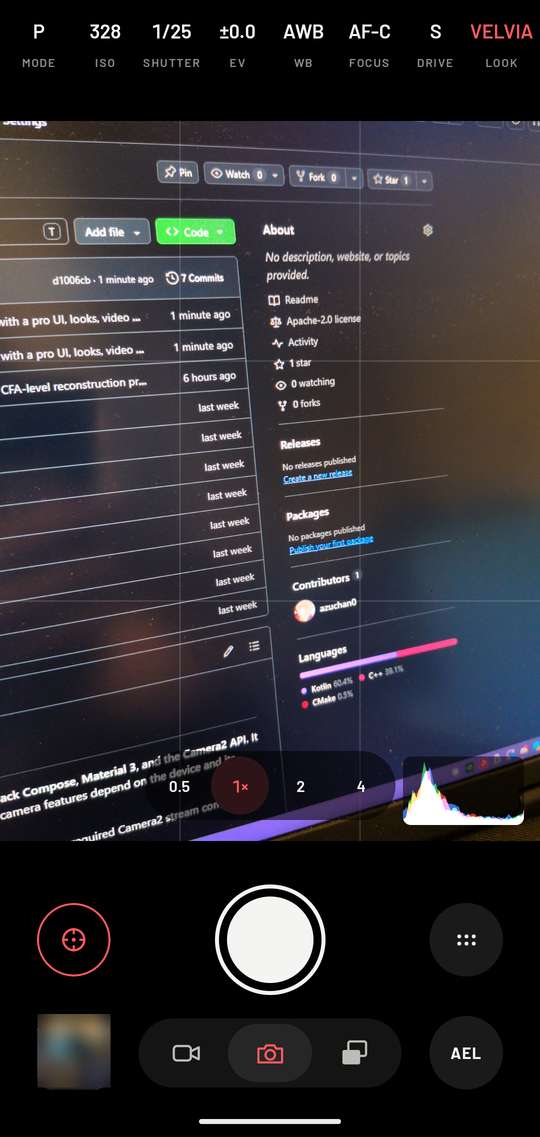 P 328 1/25 ±0.0 AWB AF-C S VELVIA
MODE ISO SHUTTER EV WB FOCUS DRIVE LOOK
Settings
Pin Watch 0 Fork 0 Star 1
T Add file <> Code
About
No description, website, or topics
provided.
d1006cb · 1 minute ago 7 Commits
Readme
with a pro UI, looks, video ... 1 minute ago
Apache-2.0 license
with a pro UI, looks, video ... 1 minute ago
Activity
CFA-level reconstruction pr... 6 hours ago
1 star
0 watching
last week
0 forks
last week
last week
Releases
No releases published
Create a new release
last week
last week
Packages
No packages published
Publish your first package
last week
last week
Contributors 1
azuchan0
last week
Languages
Kotlin 60.4% C++ 39.1%
CMake 0.5%
ack Compose, Material 3, and the Camera2 API. It
camera features depend on the device and its
quired Camera2 stream
0.5 1× 2 4
AEL